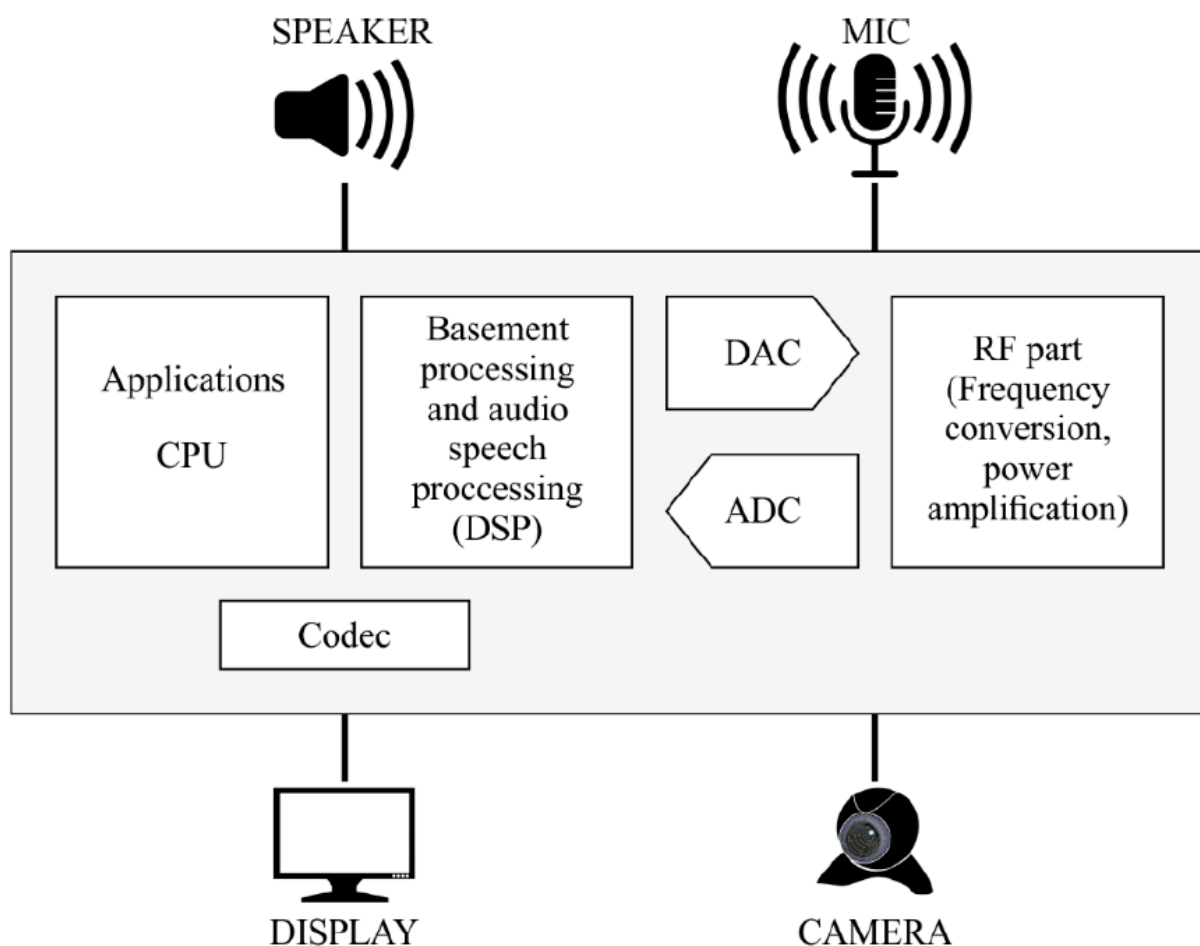 SPEAKER
MIC
Applications
CPU
Basement
processing
and audio
speech
proccessing
(DSP)
DAC
ADC
RF part
(Frequency
conversion,
power
amplification)
Codec
DISPLAY
CAMERA